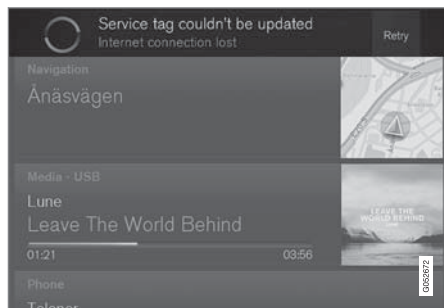 Service tag couldn't be updated
Internet connection lost
Retry
Navigation
Ånäsvägen
Media - USB
Lune
Leave The World Behind
01:21
03:56
LEAVE THE
WORLD BEHIND
Phone
G052672